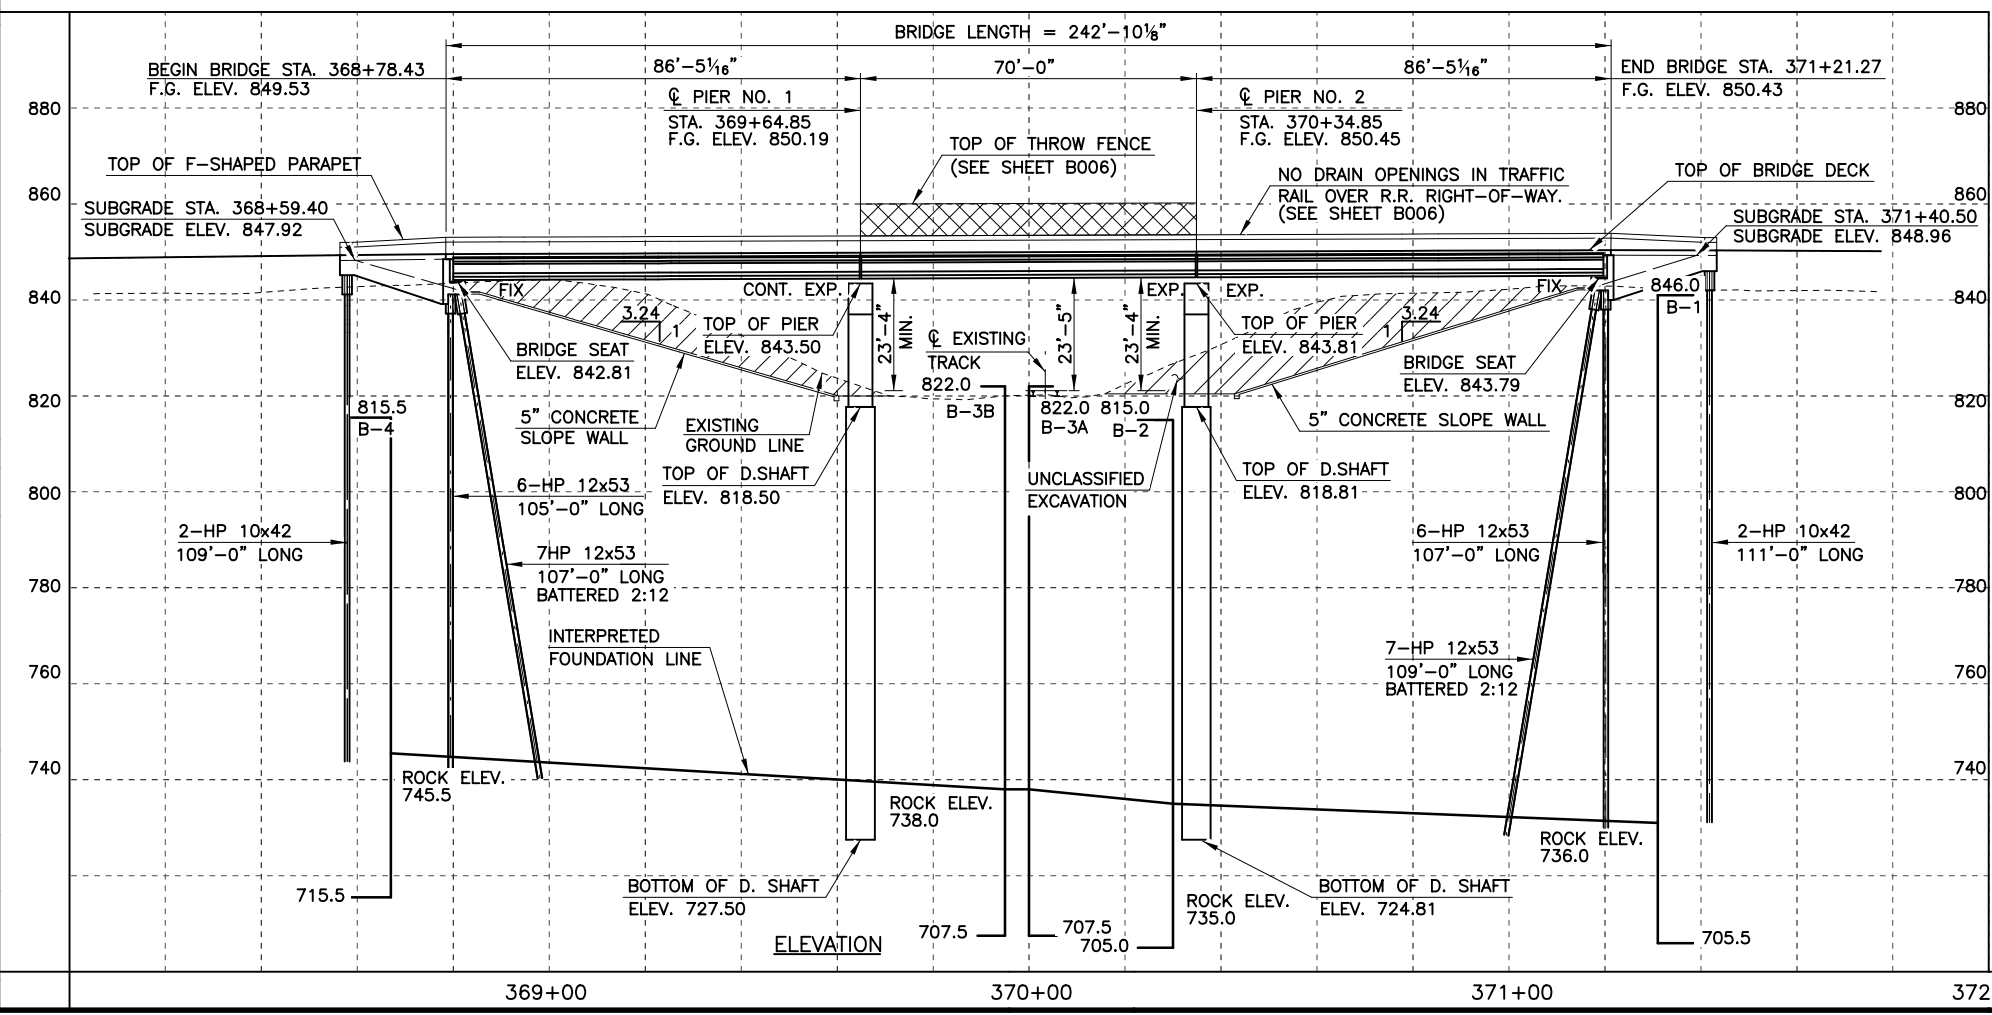 BRIDGE LENGTH = 242'-10⅛"
86'-5 1/16"
70'-0"
86'-5 1/16"
BEGIN BRIDGE STA. 368+78.43
F.G. ELEV. 849.53
END BRIDGE STA. 371+21.27
F.G. ELEV. 850.43
℄ PIER NO. 1
STA. 369+64.85
F.G. ELEV. 850.19
℄ PIER NO. 2
STA. 370+34.85
F.G. ELEV. 850.45
880
880
TOP OF THROW FENCE
(SEE SHEET B006)
TOP OF F-SHAPED PARAPET
NO DRAIN OPENINGS IN TRAFFIC
RAIL OVER R.R. RIGHT-OF-WAY.
(SEE SHEET B006)
TOP OF BRIDGE DECK
860
860
SUBGRADE STA. 368+59.40
SUBGRADE ELEV. 847.92
SUBGRADE STA. 371+40.50
SUBGRADE ELEV. 848.96
840
840
FIX
CONT. EXP.
EXP.
EXP.
FIX
846.0
B-1
3.24
1
TOP OF PIER
ELEV. 843.50
23'-4"
MIN.
℄ EXISTING
TRACK
23'-5"
23'-4"
MIN.
TOP OF PIER
ELEV. 843.81
3.24
1
BRIDGE SEAT
ELEV. 842.81
BRIDGE SEAT
ELEV. 843.79
822.0
B-3B
822.0
B-3A
815.0
B-2
820
820
815.5
B-4
5" CONCRETE
SLOPE WALL
EXISTING
GROUND LINE
5" CONCRETE SLOPE WALL
TOP OF D.SHAFT
ELEV. 818.50
UNCLASSIFIED
EXCAVATION
TOP OF D.SHAFT
ELEV. 818.81
800
800
6-HP 12x53
105'-0" LONG
2-HP 10x42
109'-0" LONG
7HP 12x53
107'-0" LONG
BATTERED 2:12
6-HP 12x53
107'-0" LONG
2-HP 10x42
111'-0" LONG
780
780
INTERPRETED
FOUNDATION LINE
7-HP 12x53
109'-0" LONG
BATTERED 2:12
760
760
740
740
ROCK ELEV.
745.5
ROCK ELEV.
738.0
ROCK ELEV.
736.0
715.5
BOTTOM OF D. SHAFT
ELEV. 727.50
ROCK ELEV.
735.0
BOTTOM OF D. SHAFT
ELEV. 724.81
707.5
707.5
705.0
705.5
ELEVATION
369+00
370+00
371+00
372